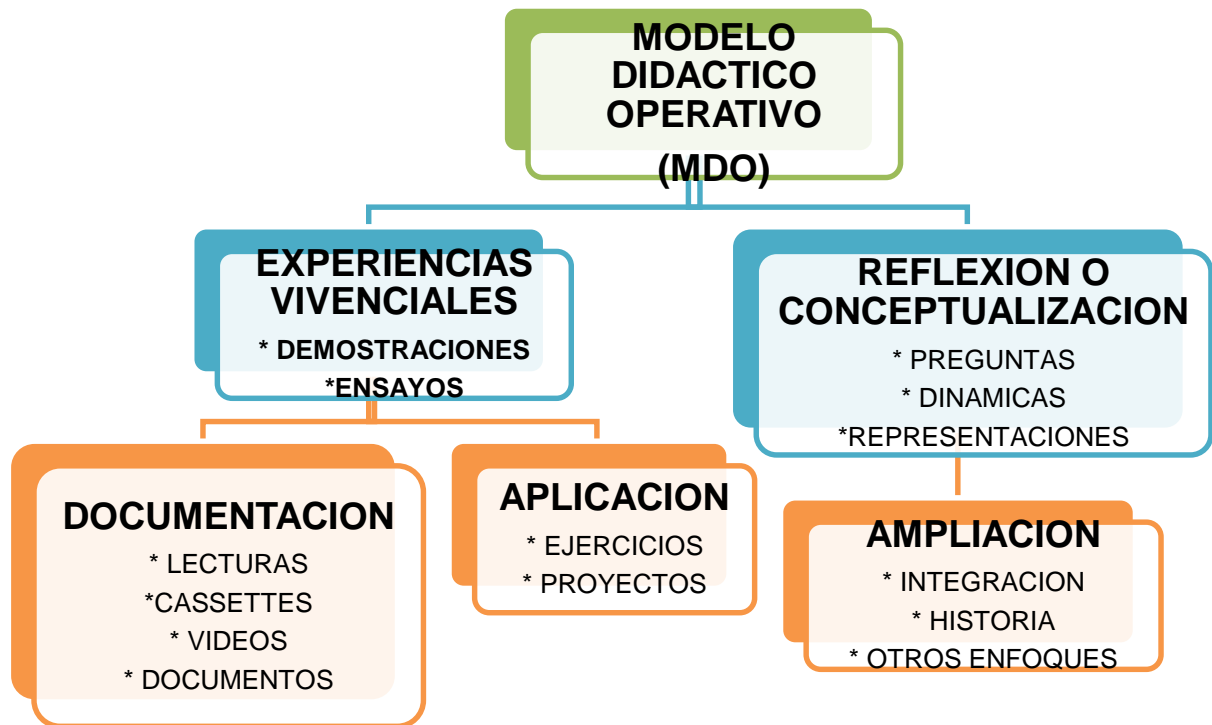 MODELO
DIDACTICO
OPERATIVO
(MDO)
EXPERIENCIAS
VIVENCIALES
* DEMOSTRACIONES
*ENSAYOS
REFLEXION O
CONCEPTUALIZACION
* PREGUNTAS
* DINAMICAS
*REPRESENTACIONES
DOCUMENTACION
* LECTURAS
*CASSETTES
* VIDEOS
* DOCUMENTOS
APLICACION
* EJERCICIOS
* PROYECTOS
AMPLIACION
* INTEGRACION
* HISTORIA
* OTROS ENFOQUES